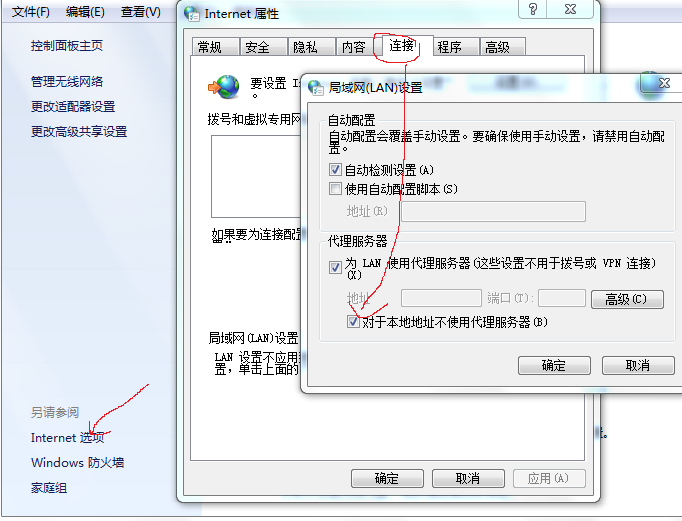 文件(F) 编辑(E) 查看(V)
控制面板主页
管理无线网络
更改适配器设置
更改高级共享设置
另请参阅
Internet 选项
Windows 防火墙
家庭组
Internet 属性
常规 安全 隐私 内容 连接 程序 高级
要设置 I
。
拨号和虚拟专用网
如果要为连接配置
局域网(LAN)设置
LAN 设置不应用
置，单击上面的
确定 取消 应用(A)
局域网(LAN)设置
自动配置
自动配置会覆盖手动设置。要确保使用手动设置，请禁用自动配
置。
自动检测设置(A)
使用自动配置脚本(S)
地址(R)
代理服务器
为 LAN 使用代理服务器(这些设置不用于拨号或 VPN 连接)
(X)
地址 端口(T): 高级(C)
对于本地地址不使用代理服务器(B)
确定 取消